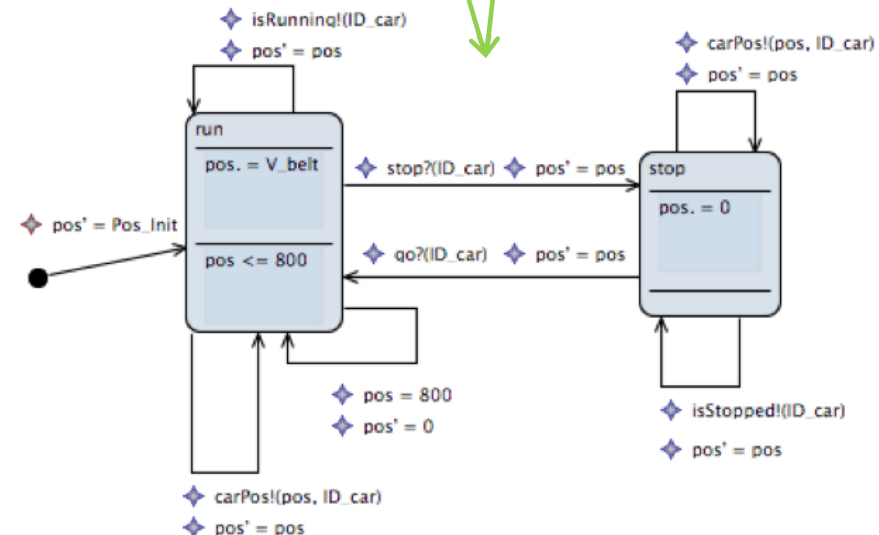 isRunning!(ID_car)
pos' = pos
carPos!(pos, ID_car)
pos' = pos
run
pos. = V_belt
pos <= 800
stop?(ID_car) pos' = pos
go?(ID_car) pos' = pos
stop
pos. = 0
pos' = Pos_Init
pos = 800
pos' = 0
isStopped!(ID_car)
pos' = pos
carPos!(pos, ID_car)
pos' = pos